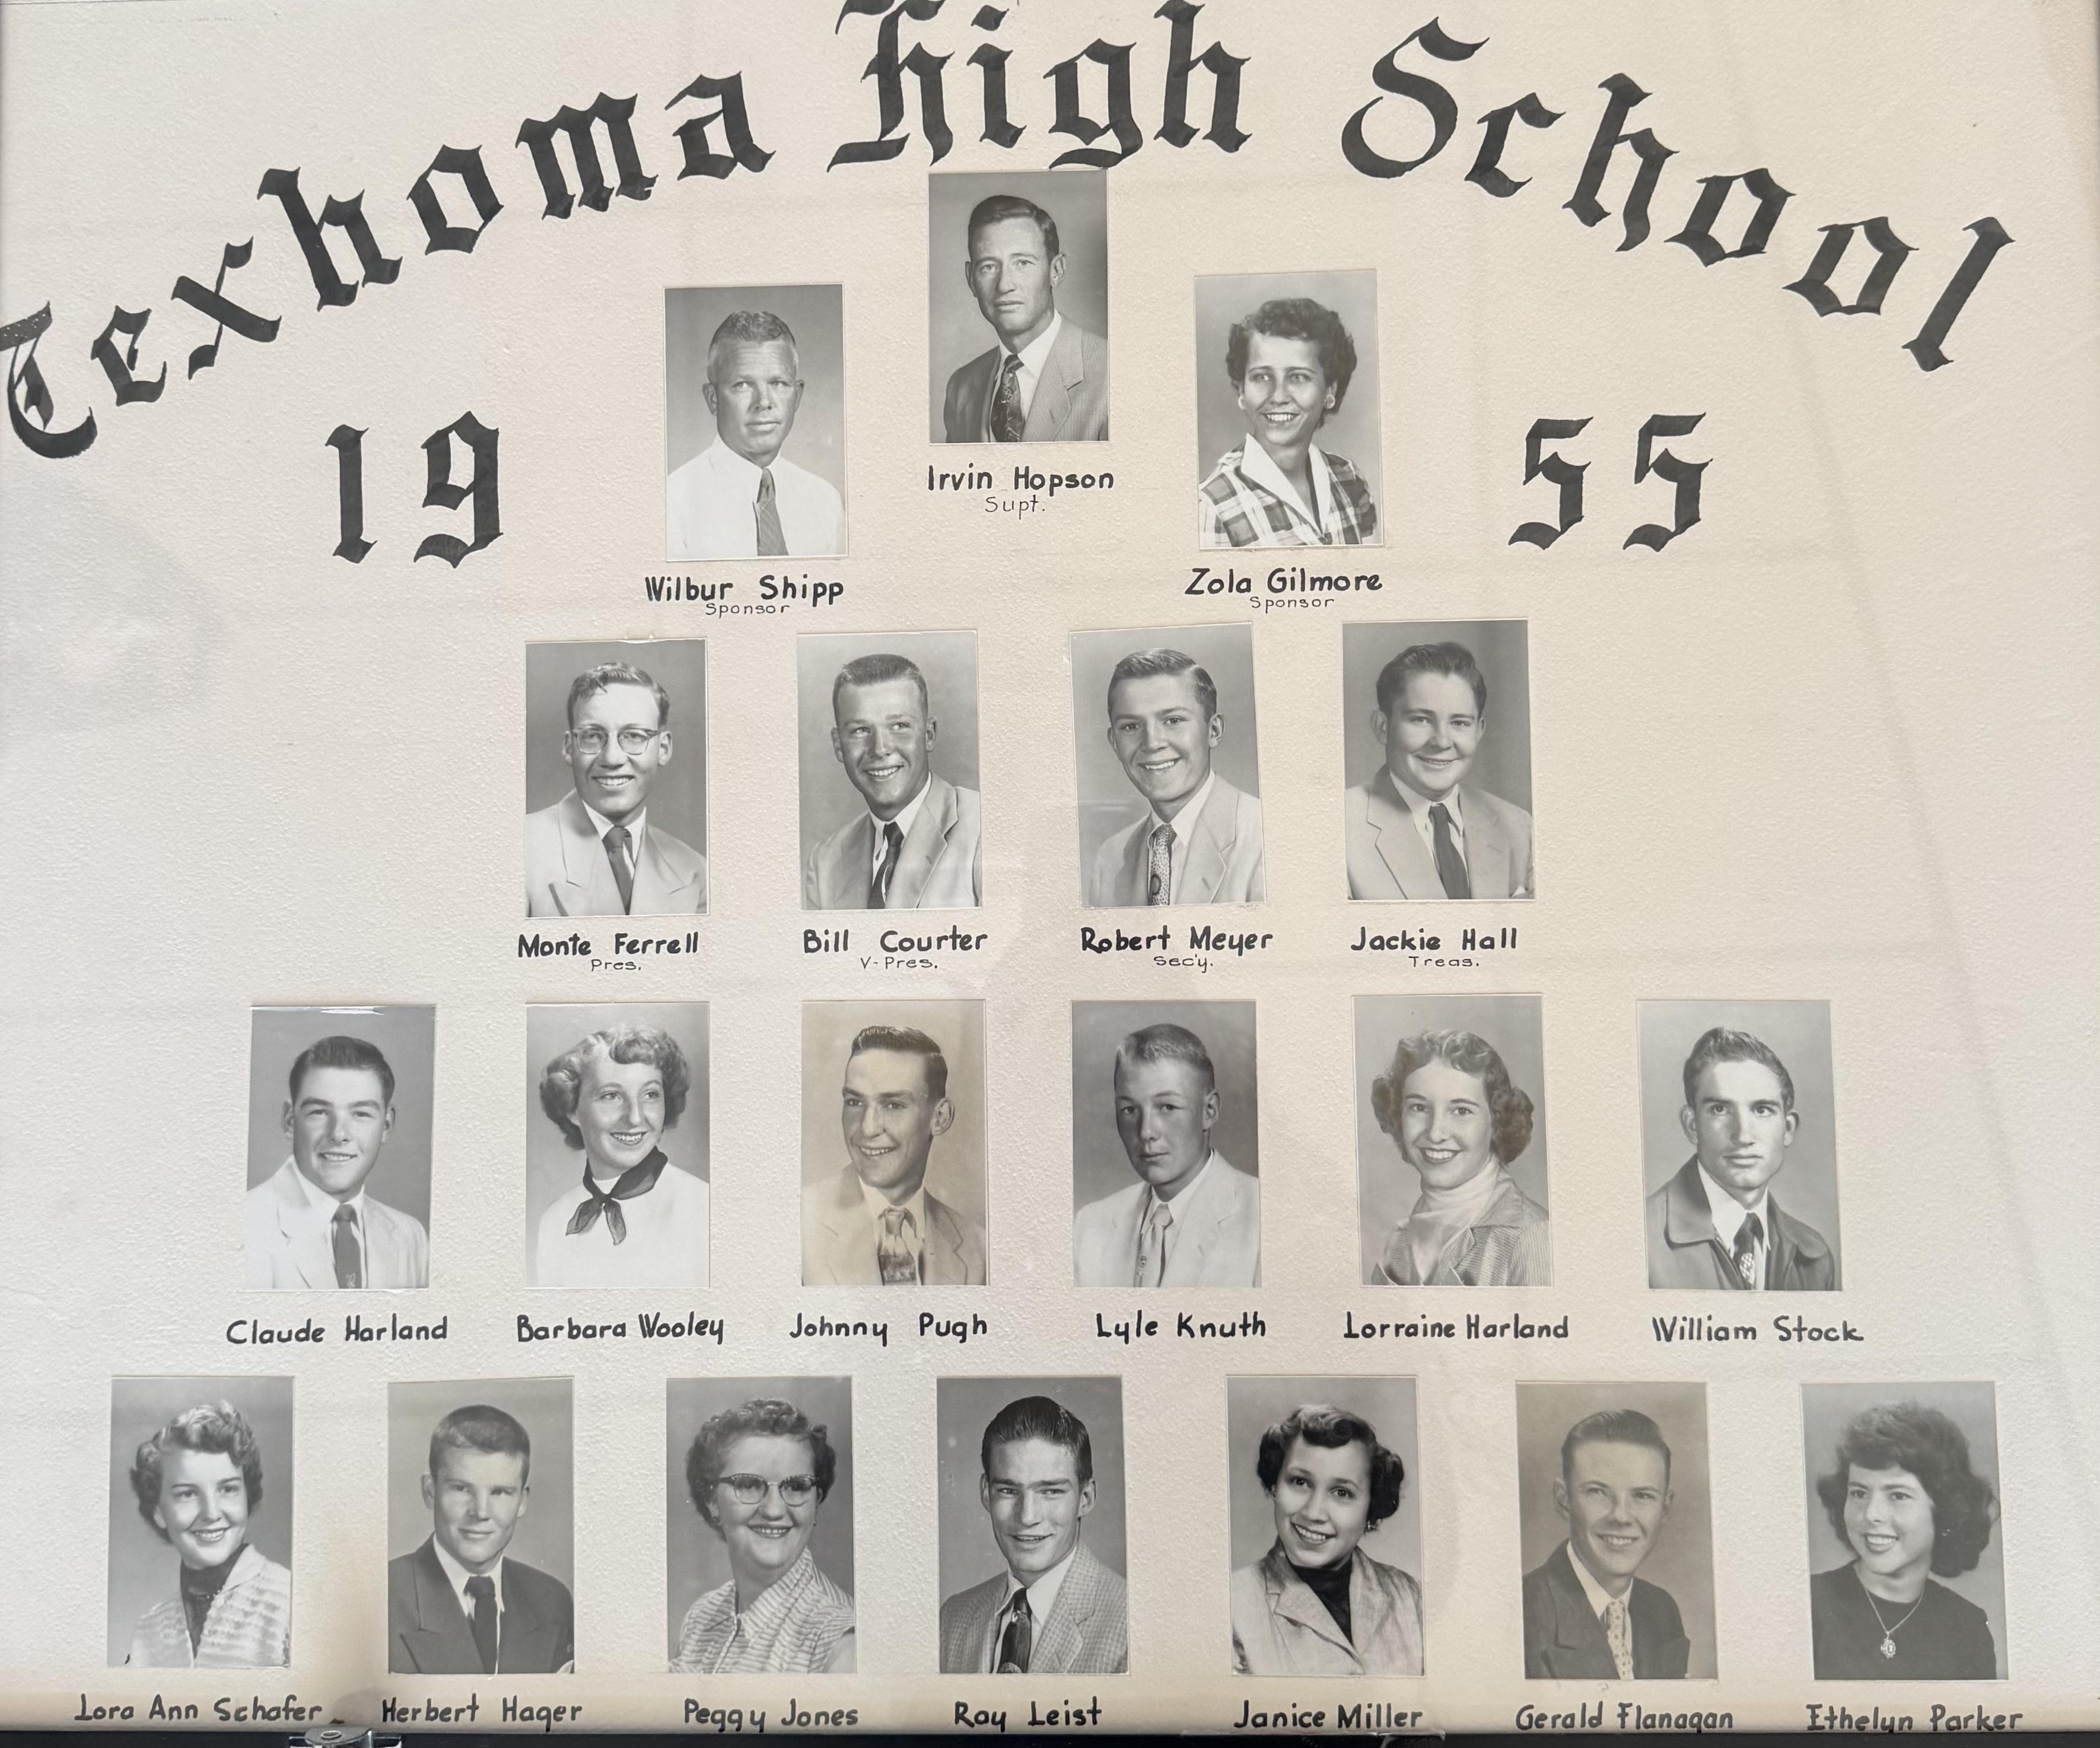 Texhoma High School
19 55
Irvin Hopson
Supt.
Wilbur Shipp
Sponsor
Zola Gilmore
Sponsor
Monte Ferrell
Pres.
Bill Courter
V-Pres.
Robert Meyer
Sec'y.
Jackie Hall
Treas.
Claude Harland
Barbara Wooley
Johnny Pugh
Lyle Knuth
Lorraine Harland
William Stock
Lora Ann Schafer
Herbert Hager
Peggy Jones
Ray Leist
Janice Miller
Gerald Flanagan
Ethelyn Parker